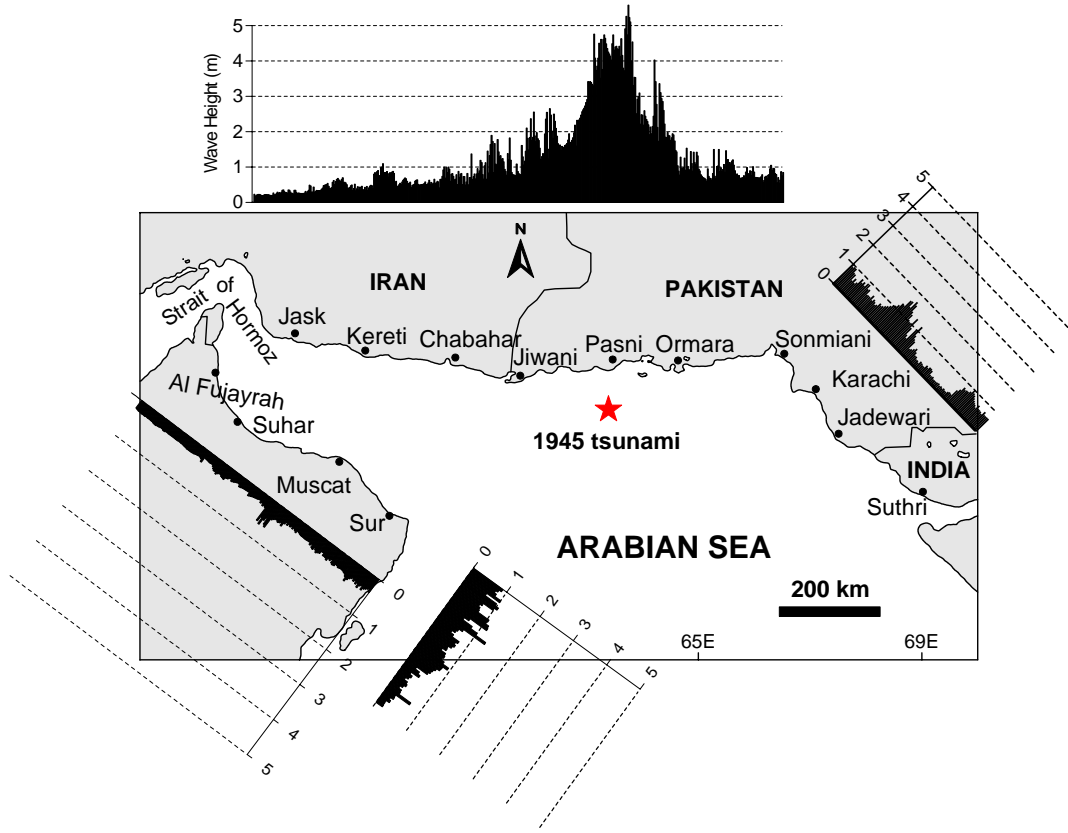 Wave Height (m)
5
4
3
2
1
0
N
IRAN
PAKISTAN
Strait of
Hormoz
Jask
Kereti
Chabahar
Jiwani
Pasni
Ormara
Sonmiani
Karachi
Jadewari
INDIA
Suthri
Al Fujayrah
Suhar
Muscat
Sur
1945 tsunami
ARABIAN SEA
200 km
65E
69E
0
1
2
3
4
5
0
1
2
3
4
5
0
1
2
3
4
5